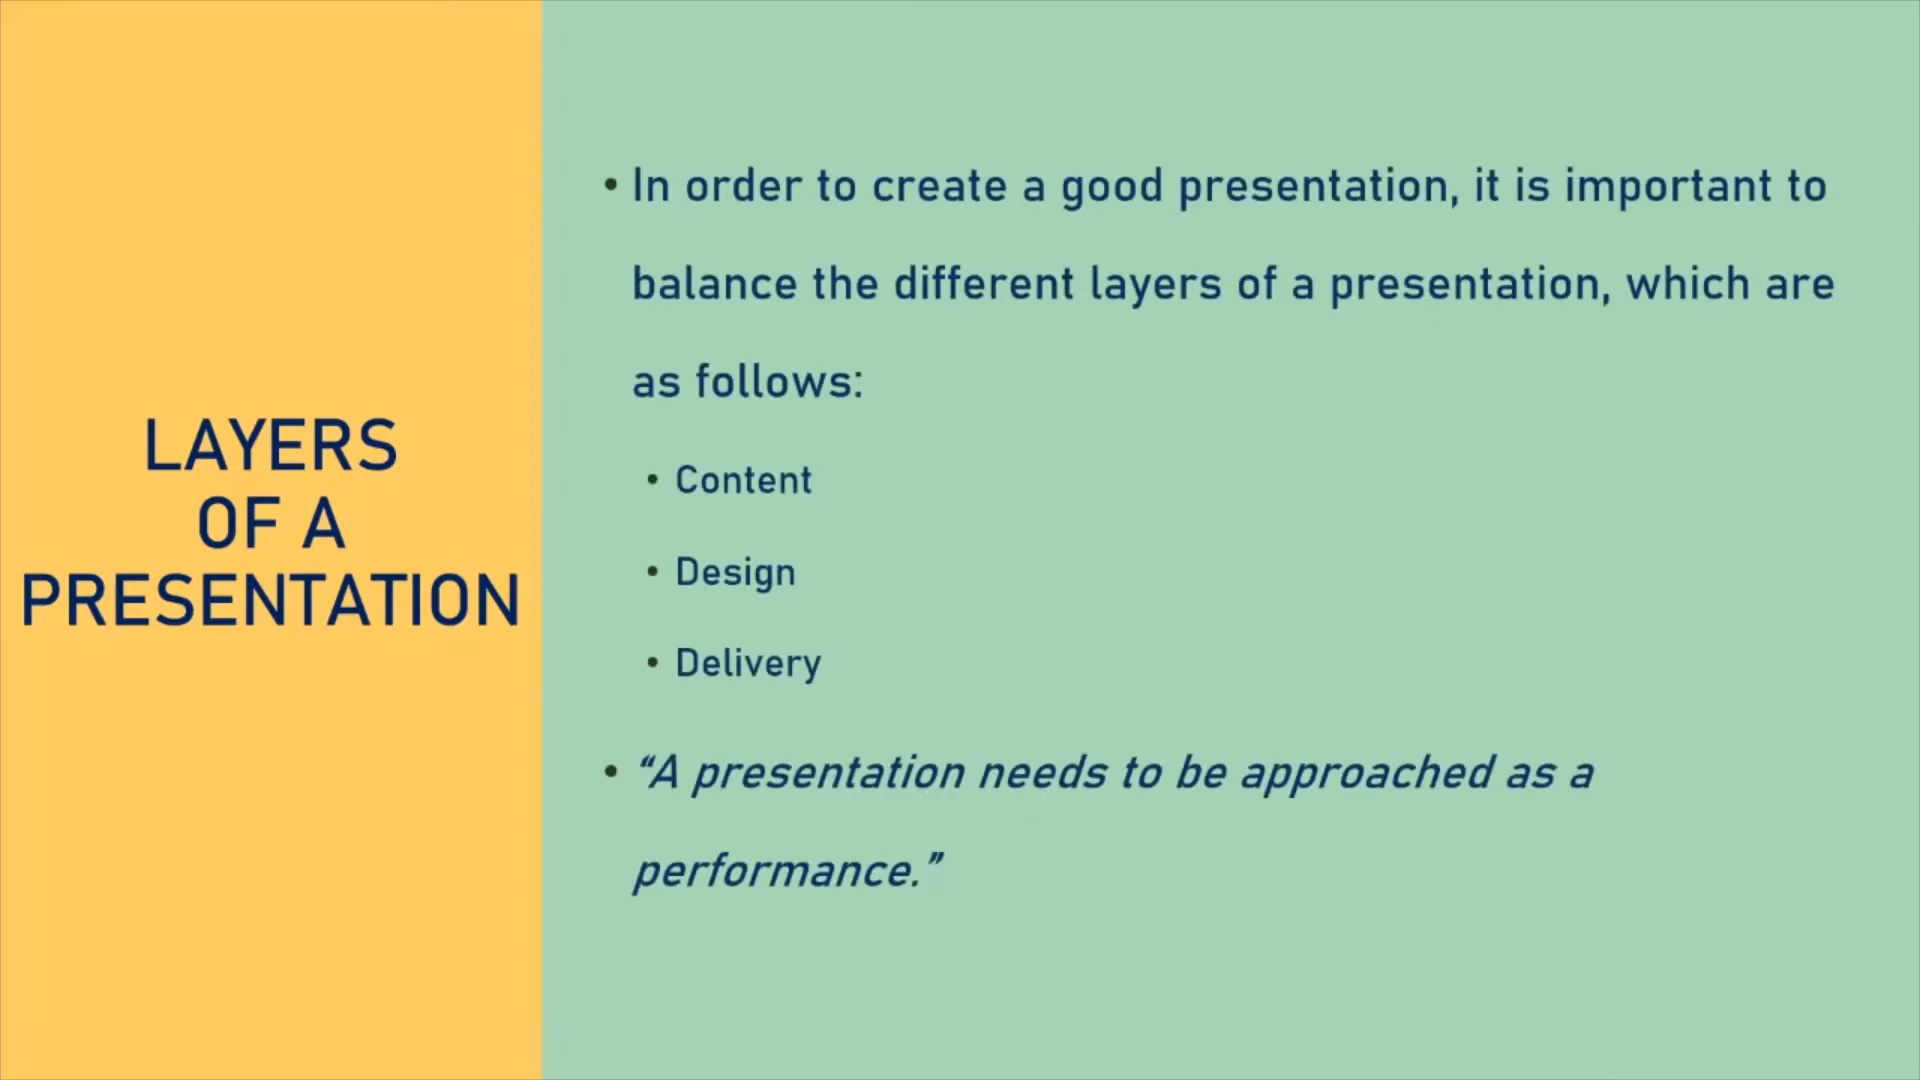 LAYERS
OF A
PRESENTATION
• In order to create a good presentation, it is important to
balance the different layers of a presentation, which are
as follows:
• Content
• Design
• Delivery
• “A presentation needs to be approached as a
performance.”